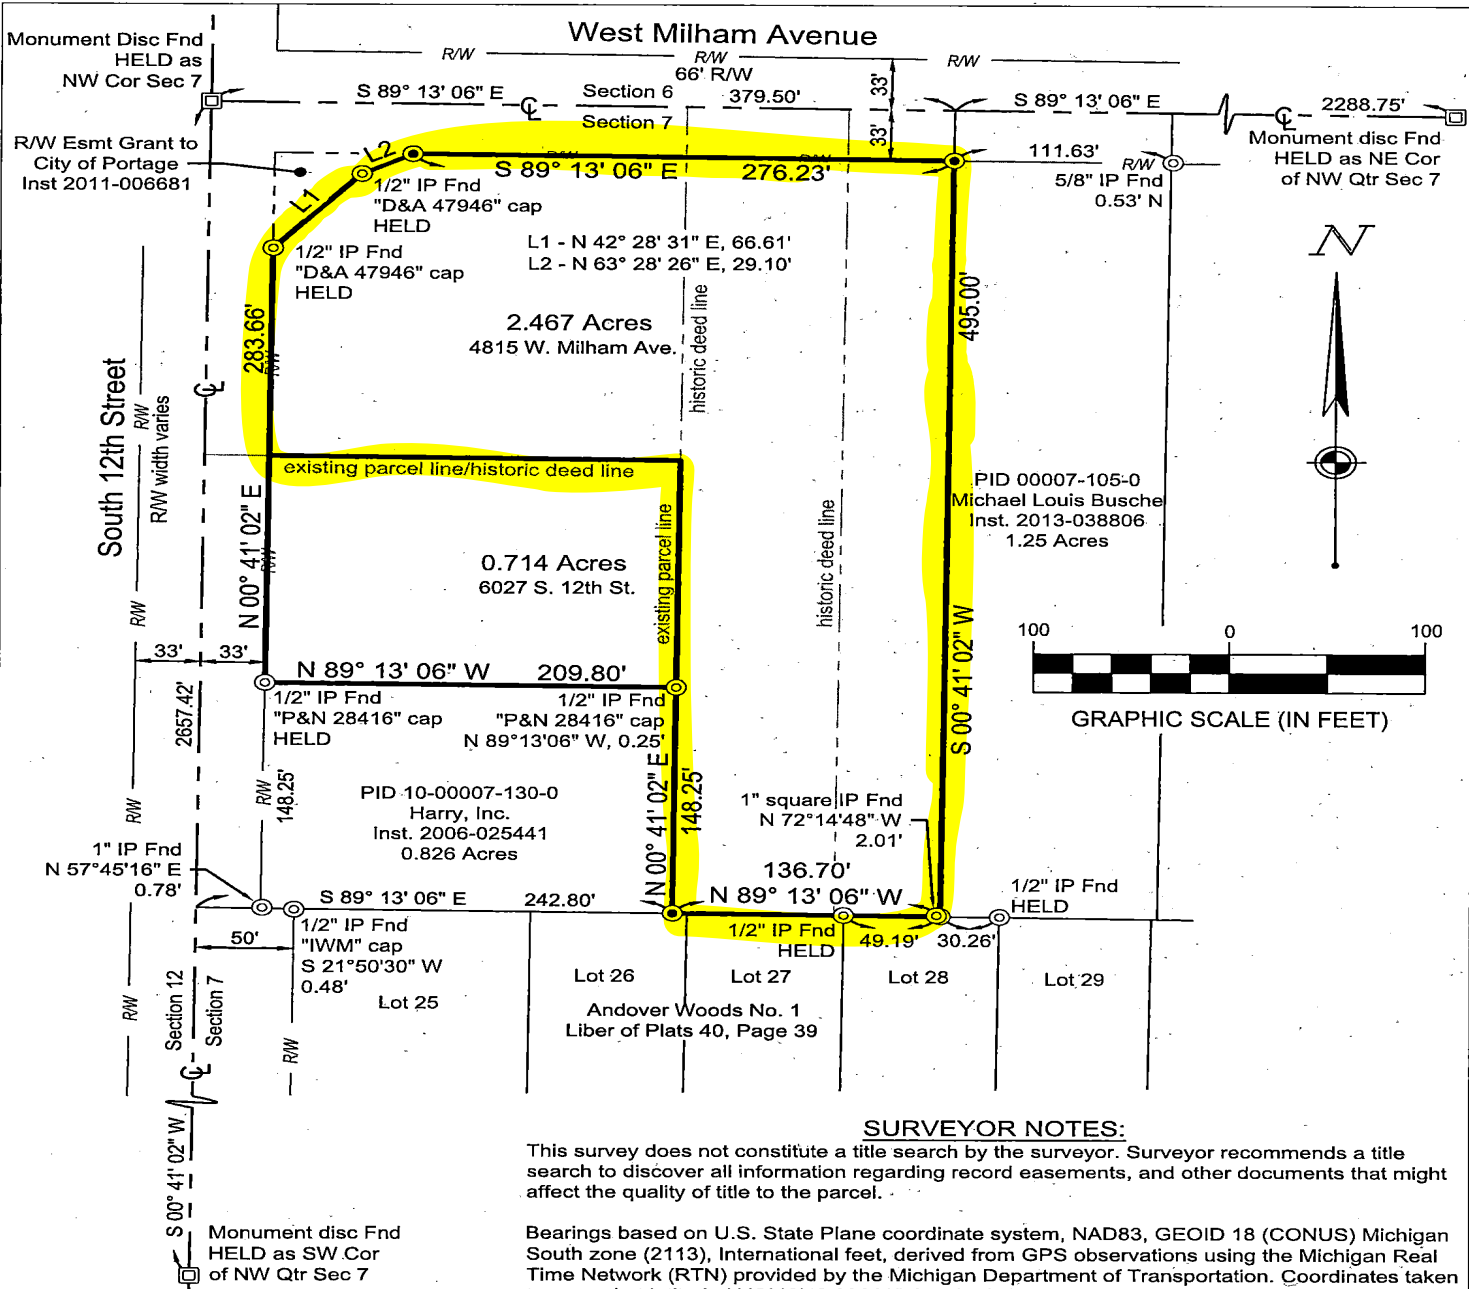 West Milham Avenue
Monument Disc Fnd
HELD as
NW Cor Sec 7
R/W
R/W
R/W
66' R/W
33'
33'
S 89° 13' 06" E
Section 6
379.50'
Section 7
S 89° 13' 06" E
2288.75'
Monument disc Fnd
HELD as NE Cor
of NW Qtr Sec 7
R/W Esmt Grant to
City of Portage
Inst 2011-006681
L2
L1
R/W
R/W
S 89° 13' 06" E
276.23'
111.63'
R/W
5/8" IP Fnd
0.53' N
1/2" IP Fnd
"D&A 47946" cap
HELD
1/2" IP Fnd
"D&A 47946" cap
HELD
L1 - N 42° 28' 31" E, 66.61'
L2 - N 63° 28' 26" E, 29.10'
N
283.66'
R/W
2.467 Acres
4815 W. Milham Ave.
historic deed line
495.00'
South 12th Street
R/W
R/W width varies
existing parcel line/historic deed line
N 00° 41' 02" E
R/W
0.714 Acres
6027 S. 12th St.
existing parcel line
historic deed line
PID 00007-105-0
Michael Louis Busche
Inst. 2013-038806
1.25 Acres
S 00° 41' 02" W
R/W
33'
33'
100
0
100
GRAPHIC SCALE (IN FEET)
N 89° 13' 06" W
209.80'
1/2" IP Fnd
"P&N 28416" cap
HELD
1/2" IP Fnd
"P&N 28416" cap
N 89°13'06" W, 0.25'
2657.42'
R/W
R/W
148.25'
PID 10-00007-130-0
Harry, Inc.
Inst. 2006-025441
0.826 Acres
N 00° 41' 02" E
148.25'
1" square IP Fnd
N 72°14'48" W
2.01'
1" IP Fnd
N 57°45'16" E
0.78'
136.70'
N 89° 13' 06" W
1/2" IP Fnd
HELD
S 89° 13' 06" E
242.80'
50'
1/2" IP Fnd
"IWM" cap
S 21°50'30" W
0.48'
1/2" IP Fnd
HELD
49.19'
30.26'
Section 12
Section 7
R/W
R/W
Lot 25
Lot 26
Lot 27
Lot 28
Lot 29
Andover Woods No. 1
Liber of Plats 40, Page 39
S 00° 41' 02" W
Monument disc Fnd
HELD as SW Cor
of NW Qtr Sec 7
SURVEYOR NOTES:
This survey does not constitute a title search by the surveyor. Surveyor recommends a title
search to discover all information regarding record easements, and other documents that might
affect the quality of title to the parcel.
Bearings based on U.S. State Plane coordinate system, NAD83, GEOID 18 (CONUS) Michigan
South zone (2113), International feet, derived from GPS observations using the Michigan Real
Time Network (RTN) provided by the Michigan Department of Transportation. Coordinates taken